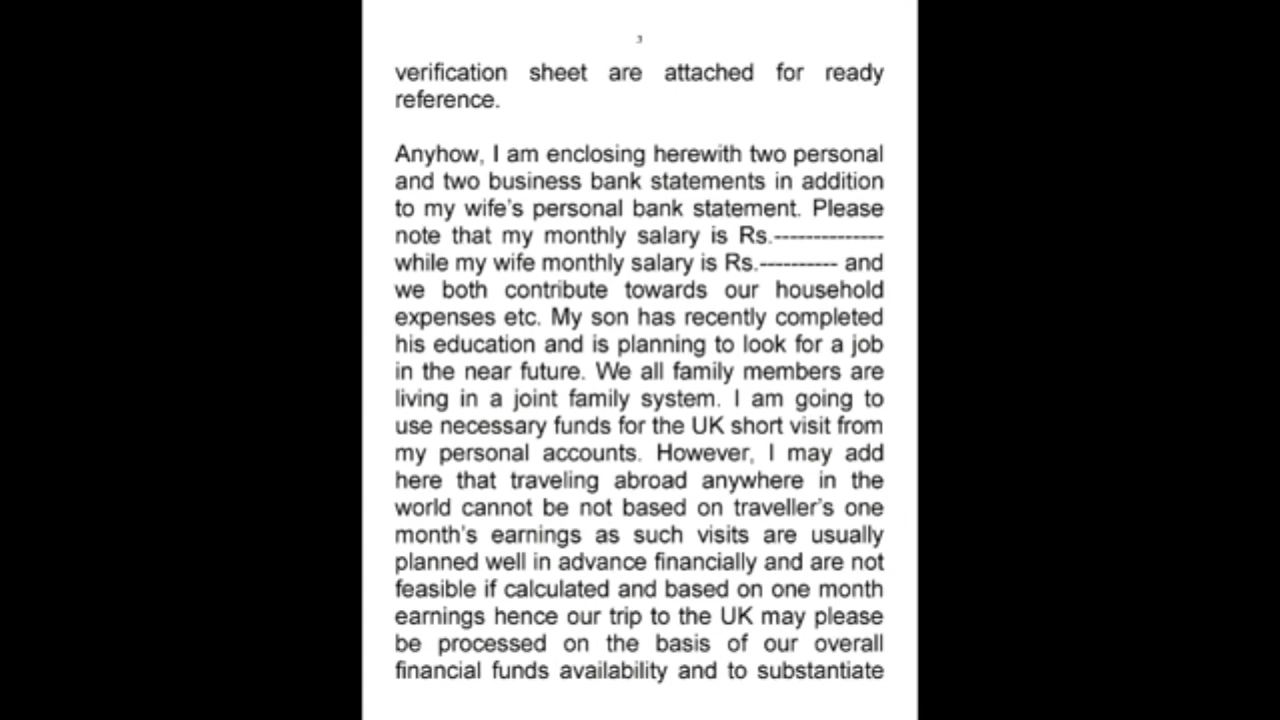 3
verification sheet are attached for ready
reference.
Anyhow, I am enclosing herewith two personal
and two business bank statements in addition
to my wife's personal bank statement. Please
note that my monthly salary is Rs.---------------
while my wife monthly salary is Rs.---------- and
we both contribute towards our household
expenses etc. My son has recently completed
his education and is planning to look for a job
in the near future. We all family members are
living in a joint family system. I am going to
use necessary funds for the UK short visit from
my personal accounts. However, I may add
here that traveling abroad anywhere in the
world cannot be not based on traveller's one
month's earnings as such visits are usually
planned well in advance financially and are not
feasible if calculated and based on one month
earnings hence our trip to the UK may please
be processed on the basis of our overall
financial funds availability and to substantiate